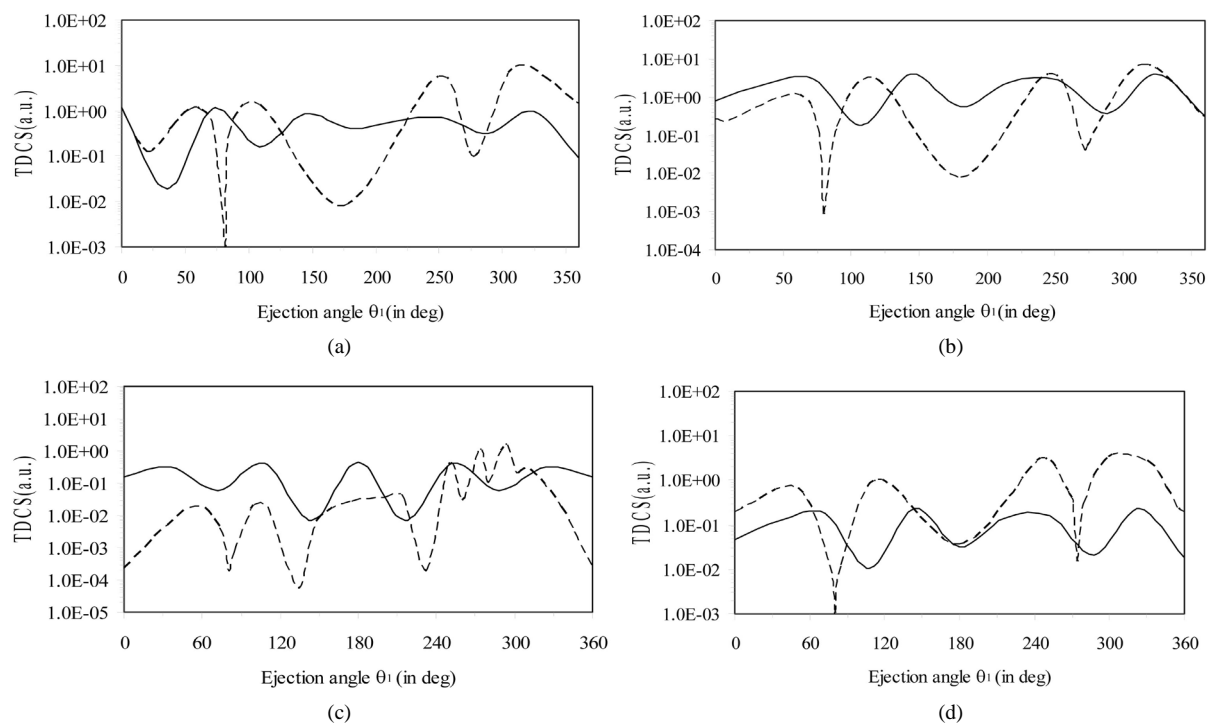 TDCS(a.u.)
1.0E+02
1.0E+01
1.0E+00
1.0E-01
1.0E-02
1.0E-03
0 50 100 150 200 250 300 350
Ejection angle θ1(in deg)
(a)
TDCS(a.u.)
1.0E+02
1.0E+01
1.0E+00
1.0E-01
1.0E-02
1.0E-03
1.0E-04
0 50 100 150 200 250 300 350
Ejection angle θ1(in deg)
(b)
TDCS(a.u.)
1.0E+02
1.0E+01
1.0E+00
1.0E-01
1.0E-02
1.0E-03
1.0E-04
1.0E-05
0 60 120 180 240 300 360
Ejection angle θ1 (in deg)
(c)
TDCS(a.u.)
1.0E+02
1.0E+01
1.0E+00
1.0E-01
1.0E-02
1.0E-03
0 60 120 180 240 300 360
Ejection angle θ1 (in deg)
(d)